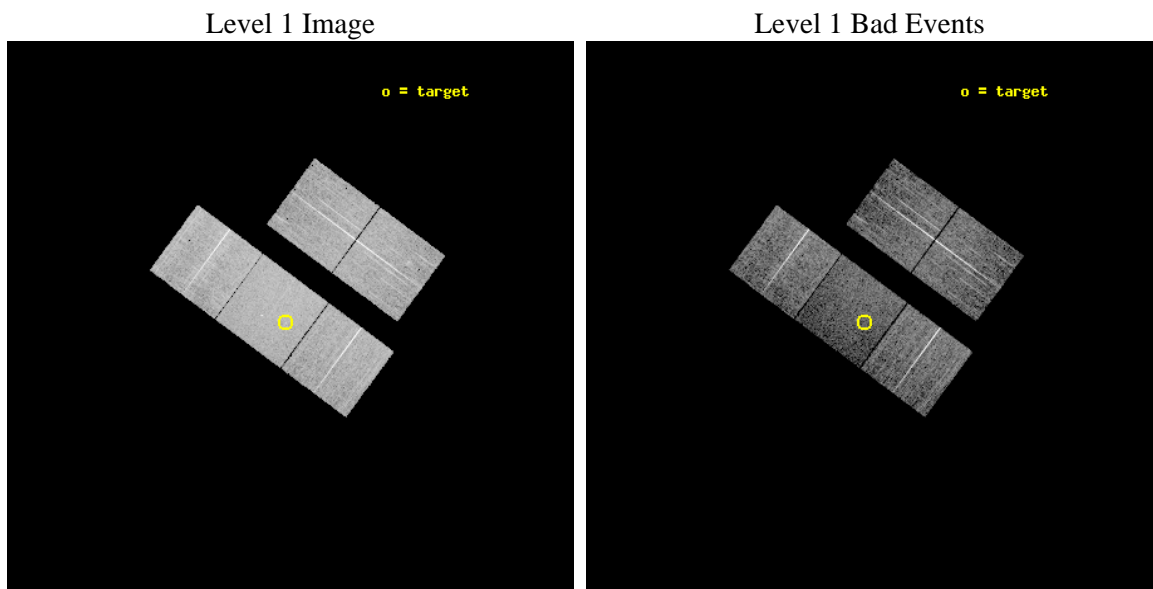 Level 1 Image
Level 1 Bad Events
o = target
o = target